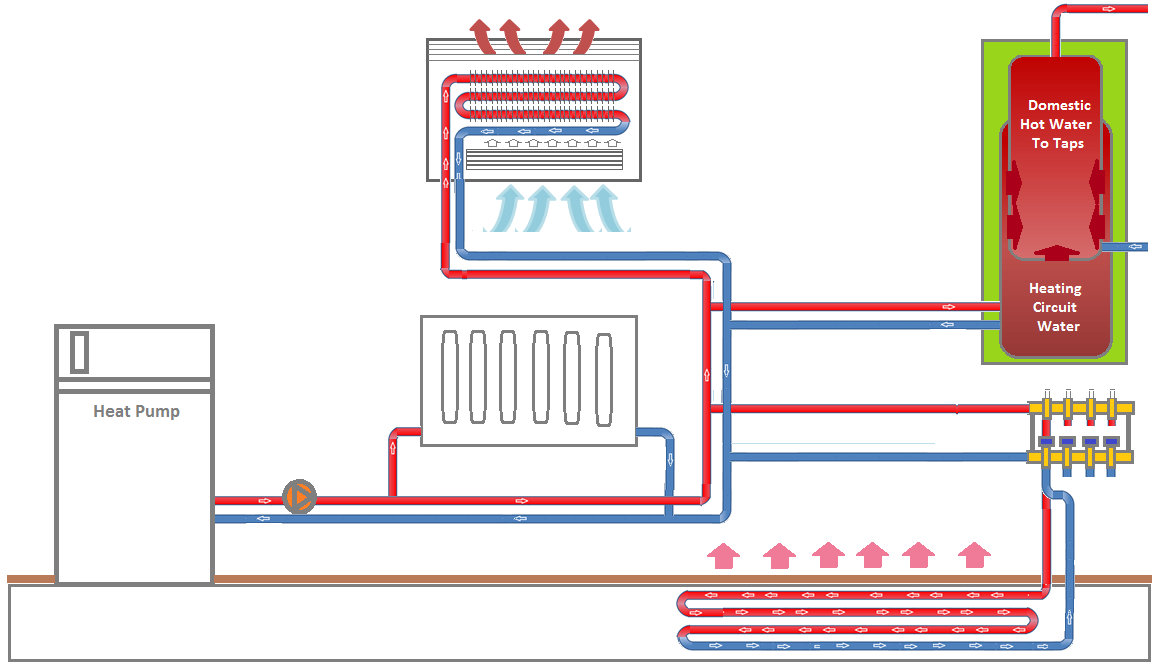 Domestic
Hot Water
To Taps
Heating
Circuit
Water
Heat Pump